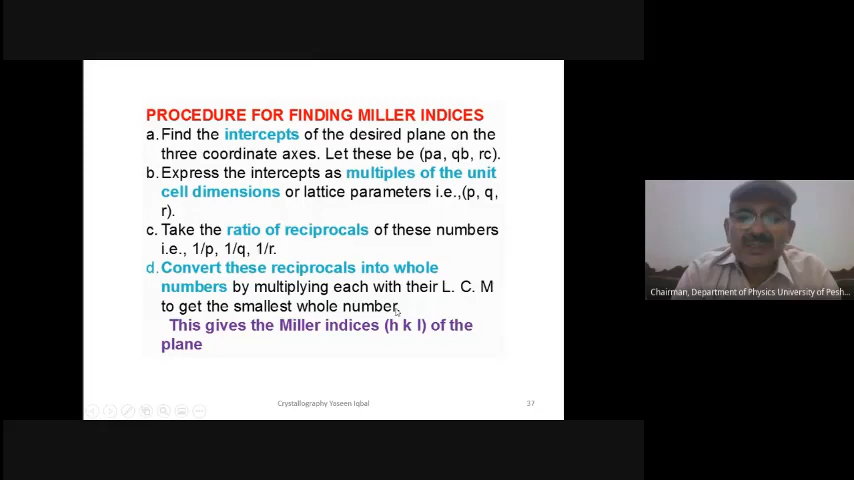 PROCEDURE FOR FINDING MILLER INDICES
a. Find the intercepts of the desired plane on the
three coordinate axes. Let these be (pa, qb, rc).
b. Express the intercepts as multiples of the unit
cell dimensions or lattice parameters i.e.,(p, q,
r).
c. Take the ratio of reciprocals of these numbers
i.e., 1/p, 1/q, 1/r.
d. Convert these reciprocals into whole
numbers by multiplying each with their L. C. M
to get the smallest whole number.
This gives the Miller indices (h k l) of the
plane
Crystallography Yaseen Iqbal
37
Chairman, Department of Physics University of Pesh...